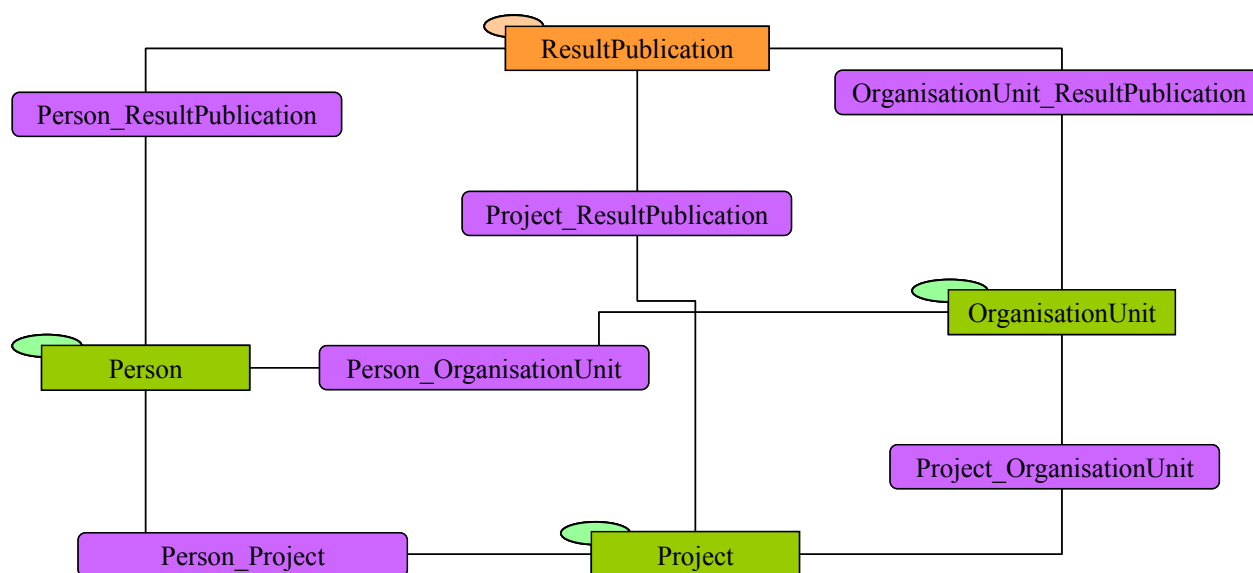 ResultPublication
Person_ResultPublication
OrganisationUnit_ResultPublication
Project_ResultPublication
OrganisationUnit
Person
Person_OrganisationUnit
Project_OrganisationUnit
Person_Project
Project